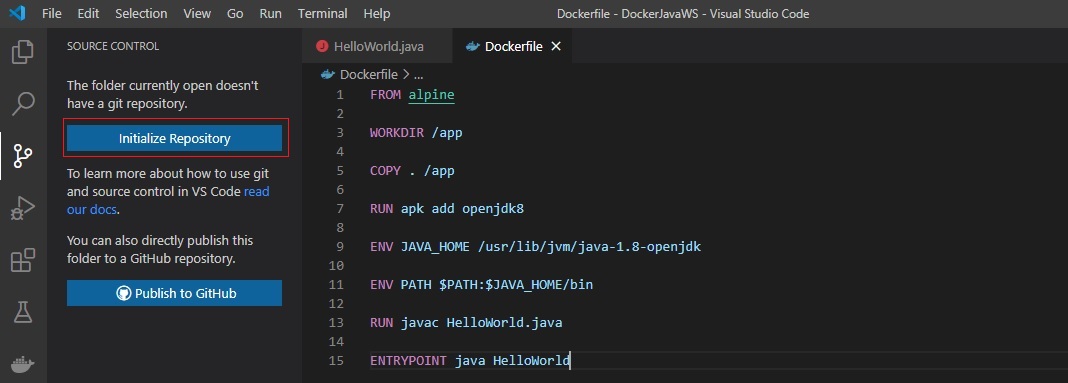 File Edit Selection View Go Run Terminal Help Dockerfile - DockerJavaWS - Visual Studio Code
SOURCE CONTROL
The folder currently open doesn't
have a git repository.
Initialize Repository
To learn more about how to use git
and source control in VS Code read
our docs.
You can also directly publish this
folder to a GitHub repository.
Publish to GitHub
J HelloWorld.java Dockerfile
Dockerfile > ...
1 FROM alpine
2
3 WORKDIR /app
4
5 COPY . /app
6
7 RUN apk add openjdk8
8
9 ENV JAVA_HOME /usr/lib/jvm/java-1.8-openjdk
10
11 ENV PATH $PATH:$JAVA_HOME/bin
12
13 RUN javac HelloWorld.java
14
15 ENTRYPOINT java HelloWorld